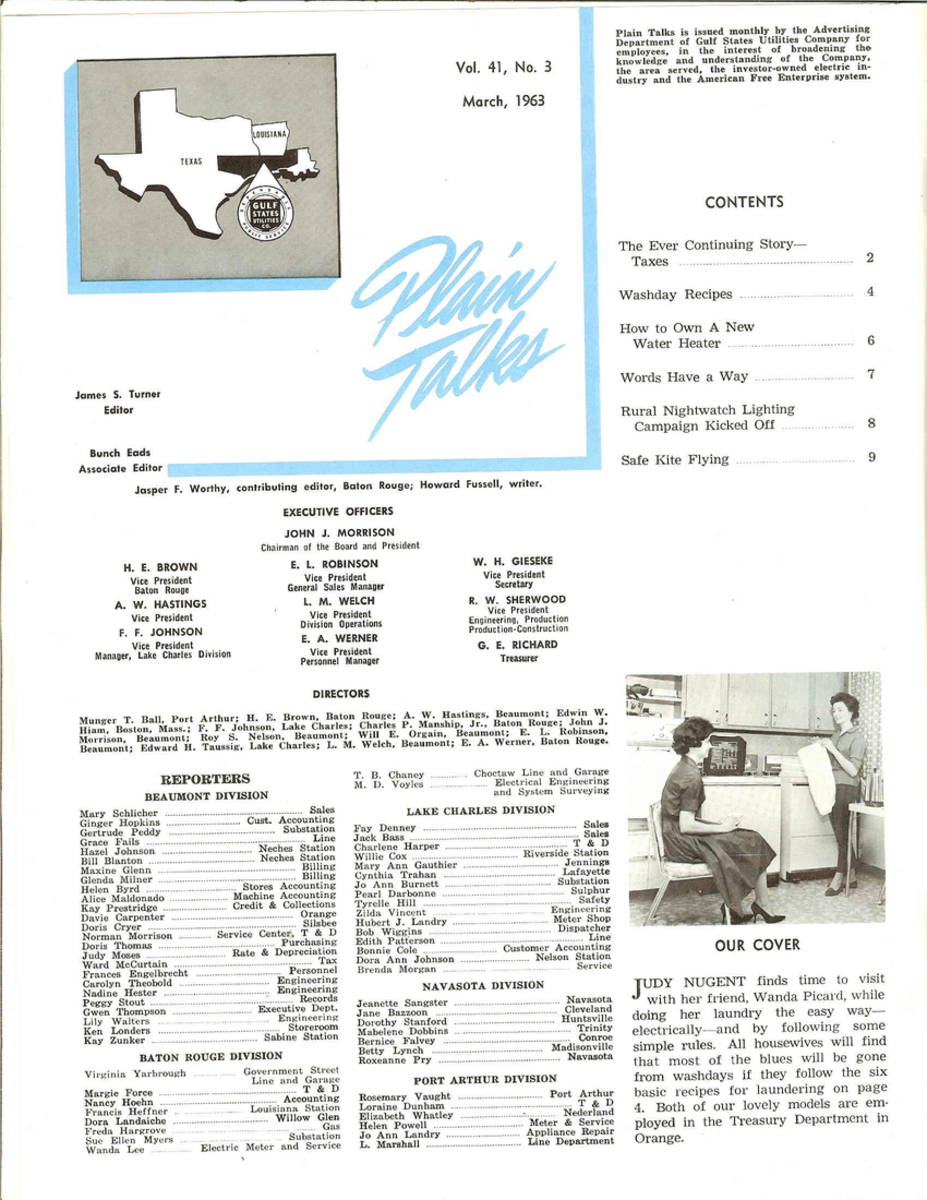 Vol. 41, No. 3
March, 1963
TEXAS
LOUISIANA
GULF
STATES
UTILITIES
CO.
Plain
Talks
James S. Turner
Editor
Bunch Eads
Associate Editor
Jasper F. Worthy, contributing editor, Baton Rouge; Howard Fussell, writer.
Plain Talks is issued monthly by the Advertising
Department of Gulf States Utilities Company for
employees, in the interest of broadening the
knowledge and understanding of the Company,
the area served, the investor-owned electric in-
dustry and the American Free Enterprise system.
CONTENTS
The Ever Continuing Story—
Taxes 2
Washday Recipes 4
How to Own A New
Water Heater 6
Words Have a Way 7
Rural Nightwatch Lighting
Campaign Kicked Off 8
Safe Kite Flying 9
EXECUTIVE OFFICERS
JOHN J. MORRISON
Chairman of the Board and President
H. E. BROWN
Vice President
Baton Rouge
A. W. HASTINGS
Vice President
F. F. JOHNSON
Vice President
Manager, Lake Charles Division
E. L. ROBINSON
Vice President
General Sales Manager
L. M. WELCH
Vice President
Division Operations
E. A. WERNER
Vice President
Personnel Manager
W. H. GIESEKE
Vice President
Secretary
R. W. SHERWOOD
Vice President
Engineering, Production
Production-Construction
G. E. RICHARD
Treasurer
DIRECTORS
Munger T. Ball, Port Arthur; H. E. Brown, Baton Rouge; A. W. Hastings, Beaumont; Edwin W.
Hiam, Boston, Mass.; F. F. Johnson, Lake Charles; Charles P. Manship, Jr., Baton Rouge; John J.
Morrison, Beaumont; Roy S. Nelson, Beaumont; Will E. Orgain, Beaumont; E. L. Robinson,
Beaumont; Edward H. Taussig, Lake Charles; L. M. Welch, Beaumont; E. A. Werner, Baton Rouge.
REPORTERS
BEAUMONT DIVISION
Mary Schlicher Sales
Ginger Hopkins Cust. Accounting
Gertrude Peddy Substation
Grace Fails Line
Hazel Johnson Neches Station
Bill Blanton Neches Station
Maxine Glenn Billing
Glenda Milner Billing
Helen Byrd Stores Accounting
Alice Maldonado Machine Accounting
Kay Prestridge Credit & Collections
Davie Carpenter Orange
Doris Cryer Silsbee
Norman Morrison Service Center, T & D
Doris Thomas Purchasing
Judy Moses Rate & Depreciation
Ward McCurtain Tax
Frances Engelbrecht Personnel
Carolyn Theobold Engineering
Nadine Hester Engineering
Peggy Stout Records
Gwen Thompson Executive Dept.
Lily Walters Engineering
Ken Londers Storeroom
Kay Zunker Sabine Station
BATON ROUGE DIVISION
Virginia Yarbrough Government Street
Line and Garage
Margie Force T & D
Nancy Hoehn Accounting
Francis Heffner Louisiana Station
Dora Landaiche Willow Glen
Freda Hargrove Gas
Sue Ellen Myers Substation
Wanda Lee Electric Meter and Service
T. B. Chaney Choctaw Line and Garage
M. D. Voyles Electrical Engineering
and System Surveying
LAKE CHARLES DIVISION
Fay Denney Sales
Jack Bass Sales
Charlene Harper T & D
Willie Cox Riverside Station
Mary Ann Gauthier Jennings
Cynthia Trahan Lafayette
Jo Ann Burnett Substation
Pearl Darbonne Sulphur
Tyrelle Hill Safety
Zilda Vincent Engineering
Hubert J. Landry Meter Shop
Bob Wiggins Dispatcher
Edith Patterson Line
Bonnie Cole Customer Accounting
Dora Ann Johnson Nelson Station
Brenda Morgan Service
NAVASOTA DIVISION
Jeanette Sangster Navasota
Jane Bazzoon Cleveland
Dorothy Stanford Huntsville
Mabelene Dobbins Trinity
Bernice Falvey Conroe
Betty Lynch Madisonville
Roxeanne Pry Navasota
PORT ARTHUR DIVISION
Rosemary Vaught Port Arthur
Loraine Dunham T & D
Elizabeth Whatley Nederland
Helen Powell Meter & Service
Jo Ann Landry Appliance Repair
L. Marshall Line Department
OUR COVER
JUDY NUGENT finds time to visit
with her friend, Wanda Picard, while
doing her laundry the easy way—
electrically—and by following some
simple rules. All housewives will find
that most of the blues will be gone
from washdays if they follow the six
basic recipes for laundering on page
4. Both of our lovely models are em-
ployed in the Treasury Department in
Orange.